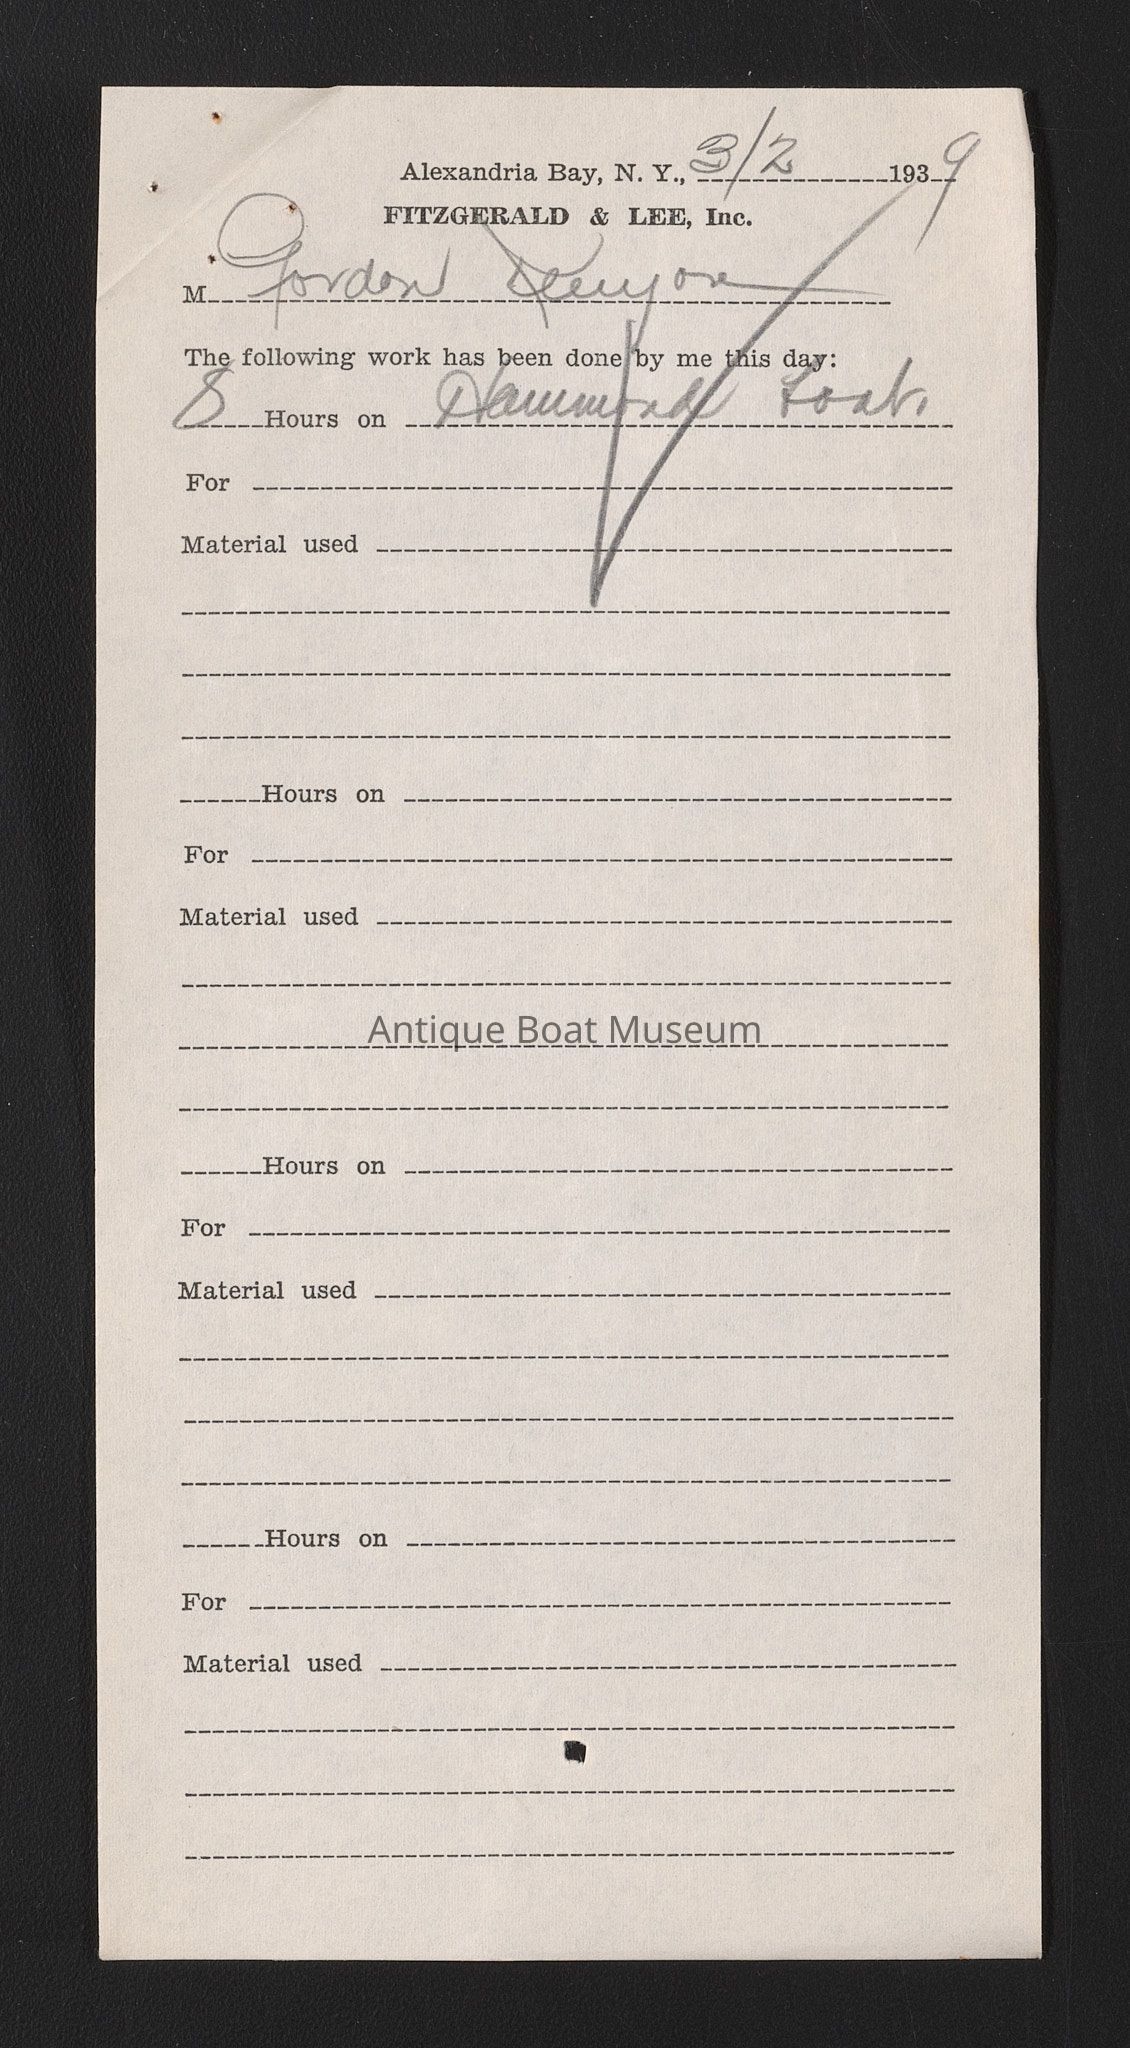 Alexandria Bay, N. Y., 3/2 1939
FITZGERALD & LEE, Inc.
M Gordon Kenyon
The following work has been done by me this day:
8 Hours on Hammond boat.
For
Material used
Hours on
For
Material used
Antique Boat Museum
Hours on
For
Material used
Hours on
For
Material used